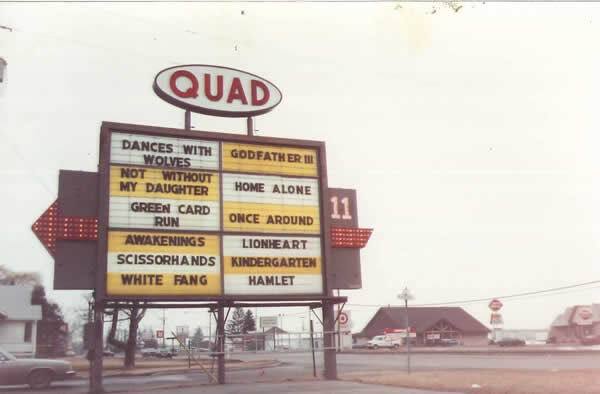 QUAD
DANCES WITH
WOLVES
NOT WITHOUT
MY DAUGHTER
GREEN CARD
RUN
AWAKENINGS
SCISSORHANDS
WHITE FANG
GODFATHER III
HOME ALONE
ONCE AROUND
LIONHEART
KINDERGARTEN
HAMLET
11